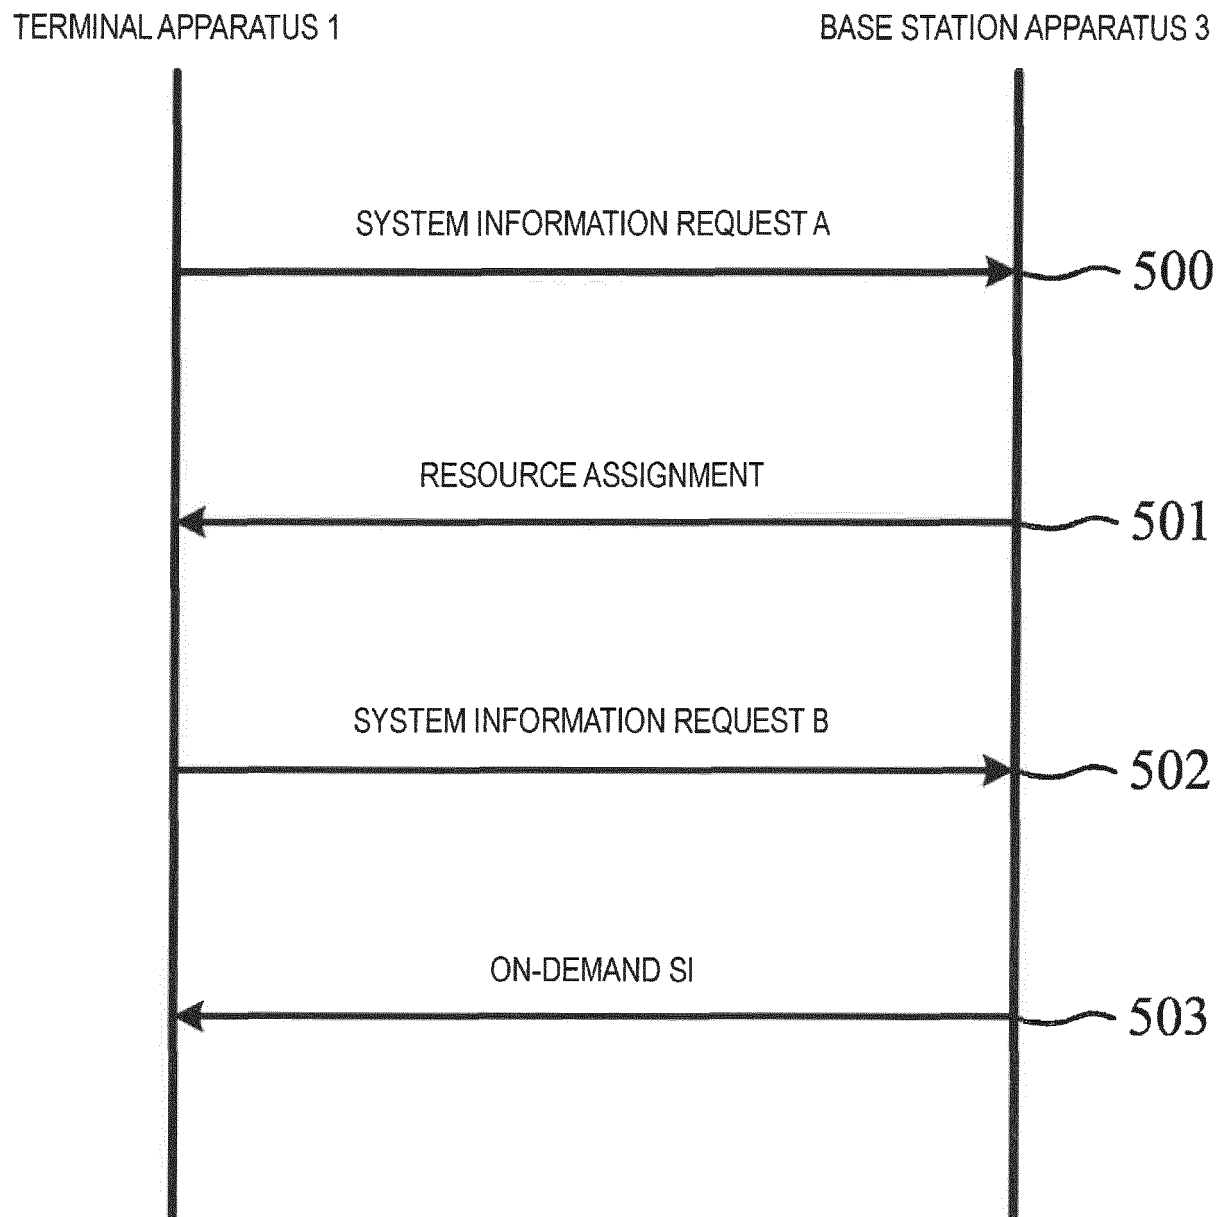 TERMINAL APPARATUS 1
BASE STATION APPARATUS 3
SYSTEM INFORMATION REQUEST A
500
RESOURCE ASSIGNMENT
501
SYSTEM INFORMATION REQUEST B
502
ON-DEMAND SI
503